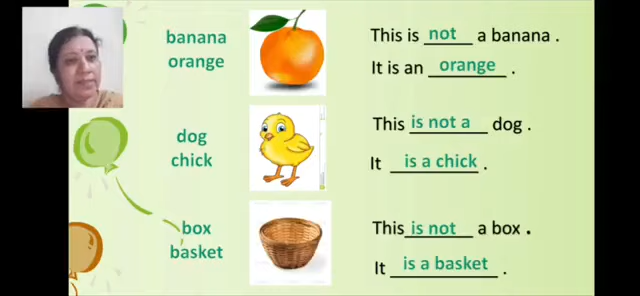 banana
orange
This is not a banana .
It is an orange .
dog
chick
This is not a dog .
It is a chick .
box
basket
This is not a box .
It is a basket .